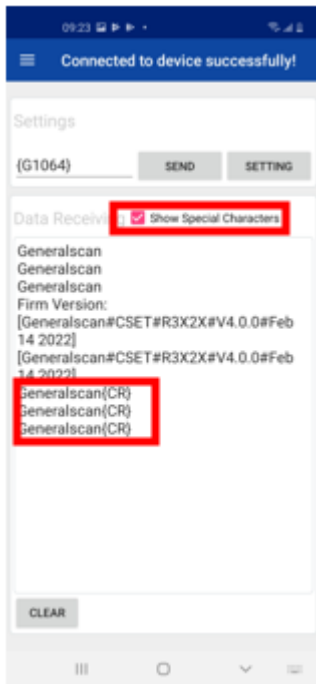 09:23
Connected to device successfully!
Settings
{G1064}
SEND
SETTING
Data Receiving
Show Special Characters
Generalscan
Generalscan
Generalscan
Firm Version:
[Generalscan#CSET#R3X2X#V4.0.0#Feb
14 2022]
[Generalscan#CSET#R3X2X#V4.0.0#Feb
14 2022]
Generalscan{CR}
Generalscan{CR}
Generalscan{CR}
CLEAR